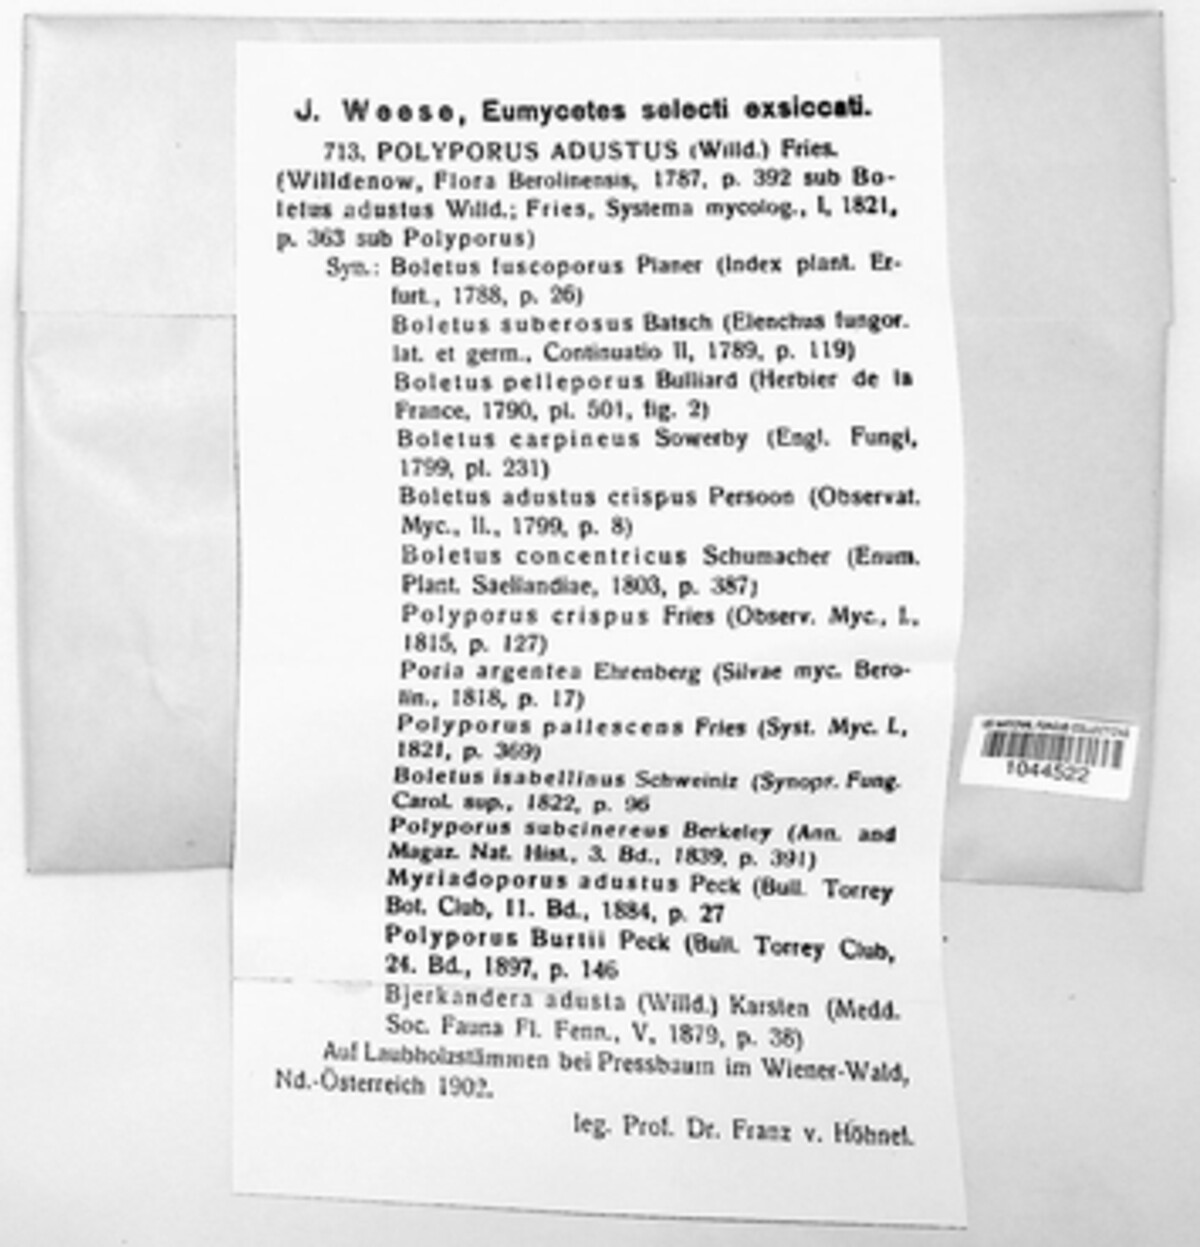 J. Weese, Eumycetes selecti exsiccati.
713. POLYPORUS ADUSTUS (Willd.) Fries.
(Willdenow, Flora Berolinensis, 1787, p. 392 sub Bo-
letus adustus Willd.; Fries, Systema mycolog., I, 1821,
p. 363 sub Polyporus)
Syn.: Boletus fuscoporus Planer (Index plant. Er-
furt., 1788, p. 26)
Boletus suberosus Batsch (Elenchus fungor.
lat. et germ., Continuatio II, 1789, p. 119)
Boletus pelleporus Bulliard (Herbier de la
France, 1790, pl. 501, fig. 2)
Boletus carpineus Sowerby (Engl. Fungi,
1799, pl. 231)
Boletus adustus crispus Persoon (Observat.
Myc., II., 1799, p. 8)
Boletus concentricus Schumacher (Enum.
Plant. Saellandiae, 1803, p. 387)
Polyporus crispus Fries (Observ. Myc., I.,
1815, p. 127)
Poria argentea Ehrenberg (Silvae myc. Bero-
lin., 1818, p. 17)
Polyporus pallescens Fries (Syst. Myc. I.,
1821, p. 369)
Boletus isabellinus Schweinitz (Synopr. Fung.
Carol. sup., 1822, p. 96
Polyporus subcinereus Berkeley (Ann. and
Magaz. Nat. Hist., 3. Bd., 1839, p. 391)
Myriadoporus adustus Peck (Bull. Torrey
Bot. Club, 11. Bd., 1884, p. 27
Polyporus Burtii Peck (Bull. Torrey Club,
24. Bd., 1897, p. 146
Bjerkandera adusta (Willd.) Karsten (Medd.
Soc. Fauna Fl. Fenn., V, 1879, p. 38)
Auf Laubholzstämmen bei Pressbaum im Wiener-Wald,
Nd.-Österreich 1902.
leg. Prof. Dr. Franz v. Höhnel.
US NATIONAL FUNGUS COLLECTIONS
1044522